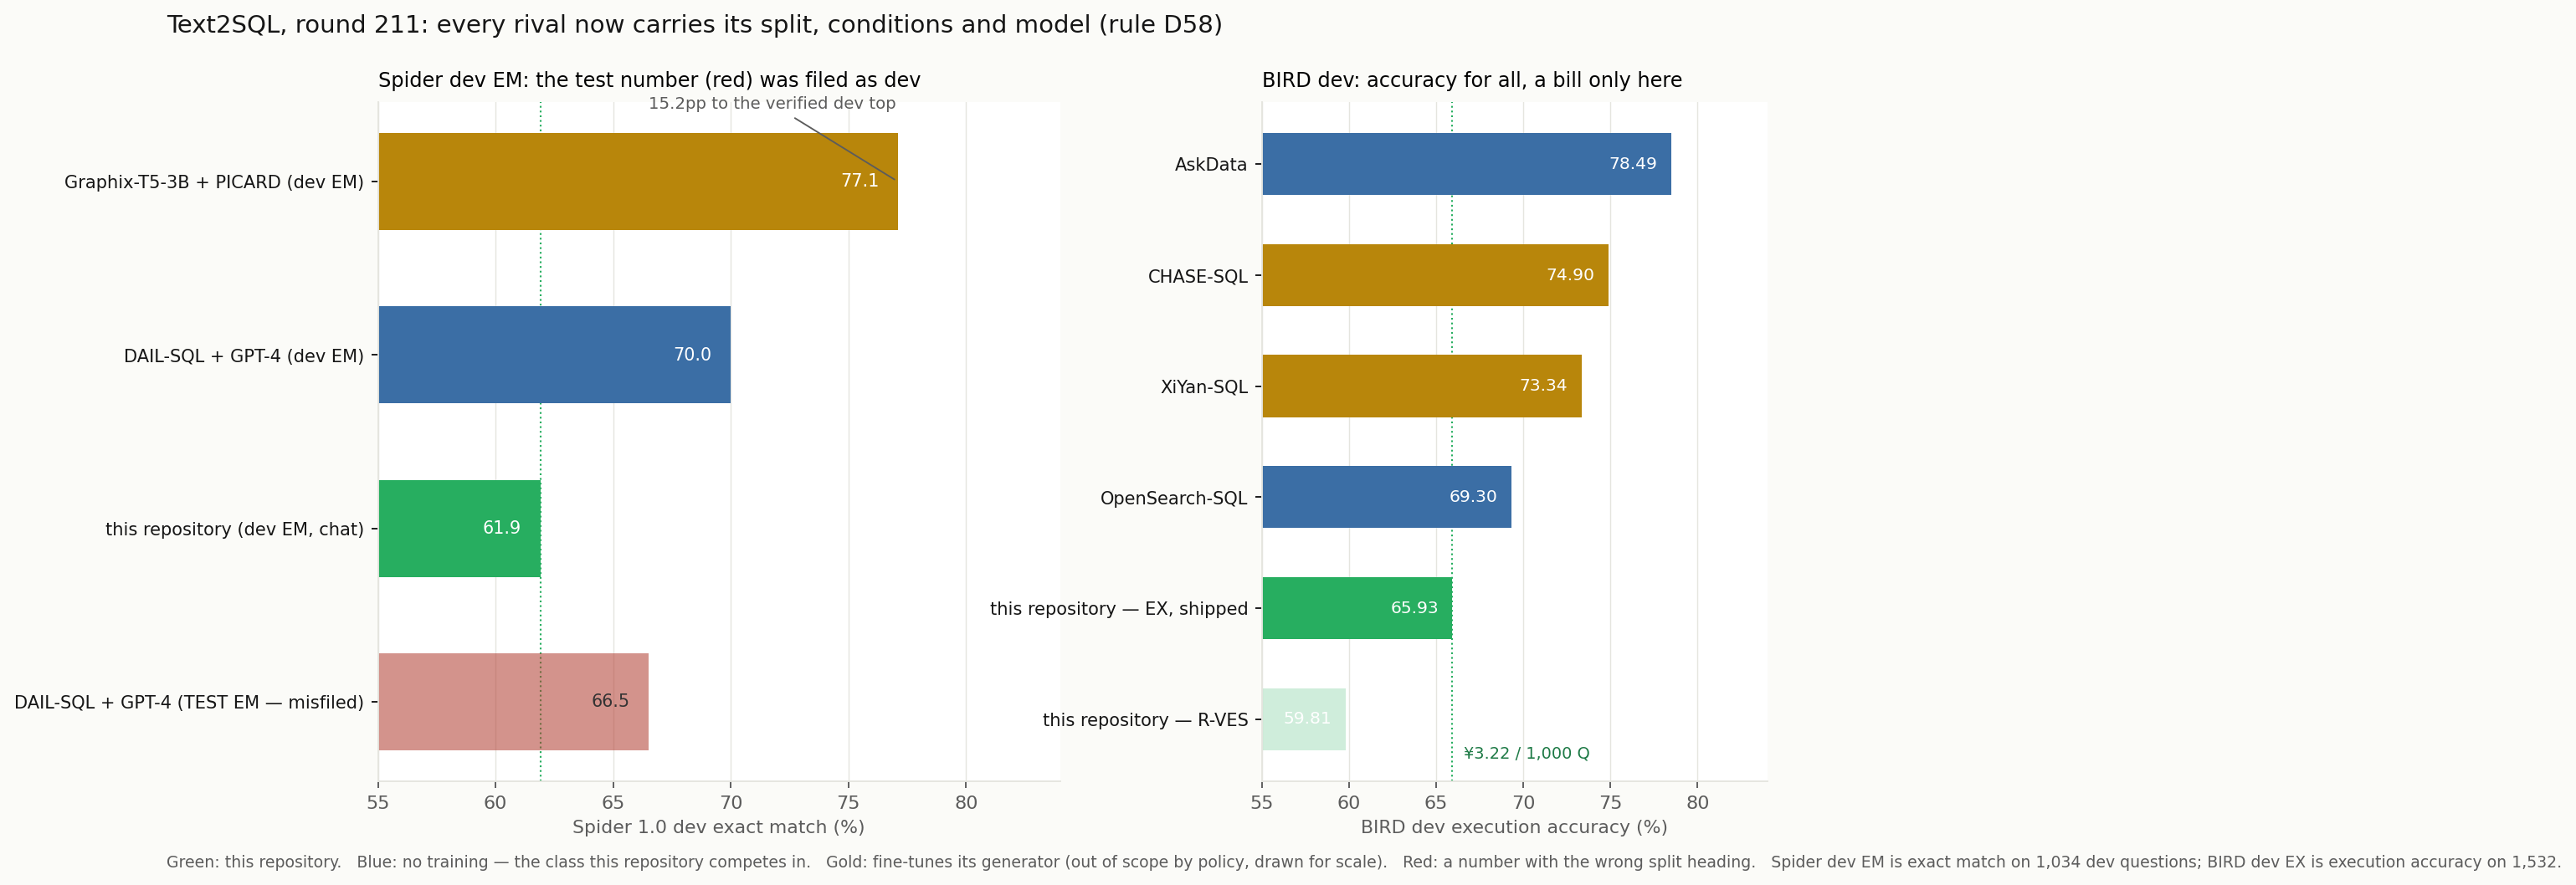 Text2SQL, round 211: every rival now carries its split, conditions and model (rule D58)
Spider dev EM: the test number (red) was filed as dev
15.2pp to the verified dev top
Graphix-T5-3B + PICARD (dev EM)
77.1
DAIL-SQL + GPT-4 (dev EM)
70.0
this repository (dev EM, chat)
61.9
DAIL-SQL + GPT-4 (TEST EM — misfiled)
66.5
55 60 65 70 75 80
Spider 1.0 dev exact match (%)
BIRD dev: accuracy for all, a bill only here
AskData
78.49
CHASE-SQL
74.90
XiYan-SQL
73.34
OpenSearch-SQL
69.30
this repository — EX, shipped
65.93
this repository — R-VES
59.81
¥3.22 / 1,000 Q
55 60 65 70 75 80
BIRD dev execution accuracy (%)
Green: this repository. Blue: no training — the class this repository competes in. Gold: fine-tunes its generator (out of scope by policy, drawn for scale). Red: a number with the wrong split heading. Spider dev EM is exact match on 1,034 dev questions; BIRD dev EX is execution accuracy on 1,532.